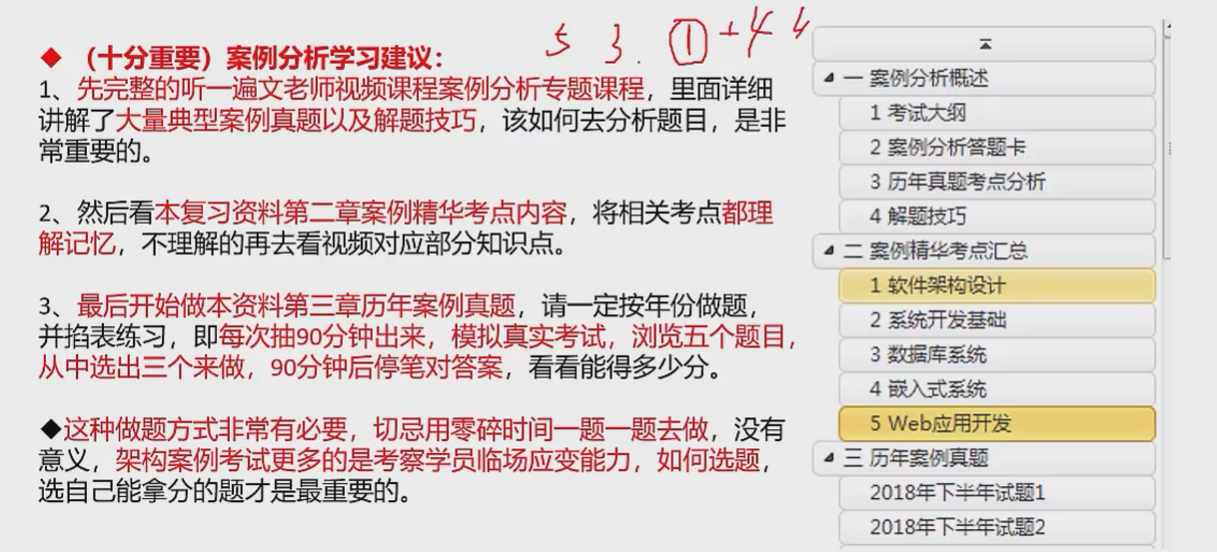 5 3. ① +4 4
◆ （十分重要）案例分析学习建议：
1、先完整的听一遍文老师视频课程案例分析专题课程，里面详细
讲解了大量典型案例真题以及解题技巧，该如何去分析题目，是非
常重要的。
2、然后看本复习资料第二章案例精华考点内容，将相关考点都理
解记忆，不理解的再去看视频对应部分知识点。
3、最后开始做本资料第三章历年案例真题，请一定按年份做题，
并掐表练习，即每次抽90分钟出来，模拟真实考试，浏览五个题目，
从中选出三个来做，90分钟后停笔对答案，看看能得多少分。
◆这种做题方式非常有必要，切忌用零碎时间一题一题去做，没有
意义，架构案例考试更多的是考察学员临场应变能力，如何选题，
选自己能拿分的题才是最重要的。
一 案例分析概述
1 考试大纲
2 案例分析答题卡
3 历年真题考点分析
4 解题技巧
二 案例精华考点汇总
1 软件架构设计
2 系统开发基础
3 数据库系统
4 嵌入式系统
5 Web应用开发
三 历年案例真题
2018年下半年试题1
2018年下半年试题2